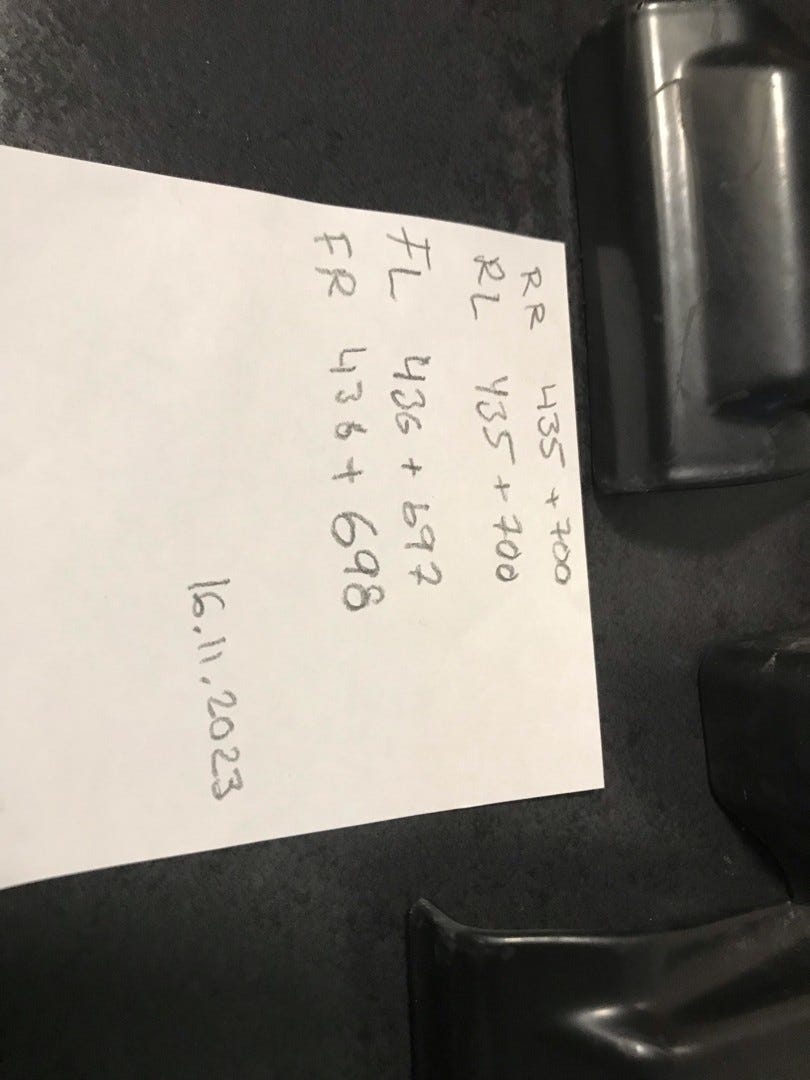 RR 435 + 700
RL 435 + 700
FL 436 + 697
FR 436 + 698
16.11.2023